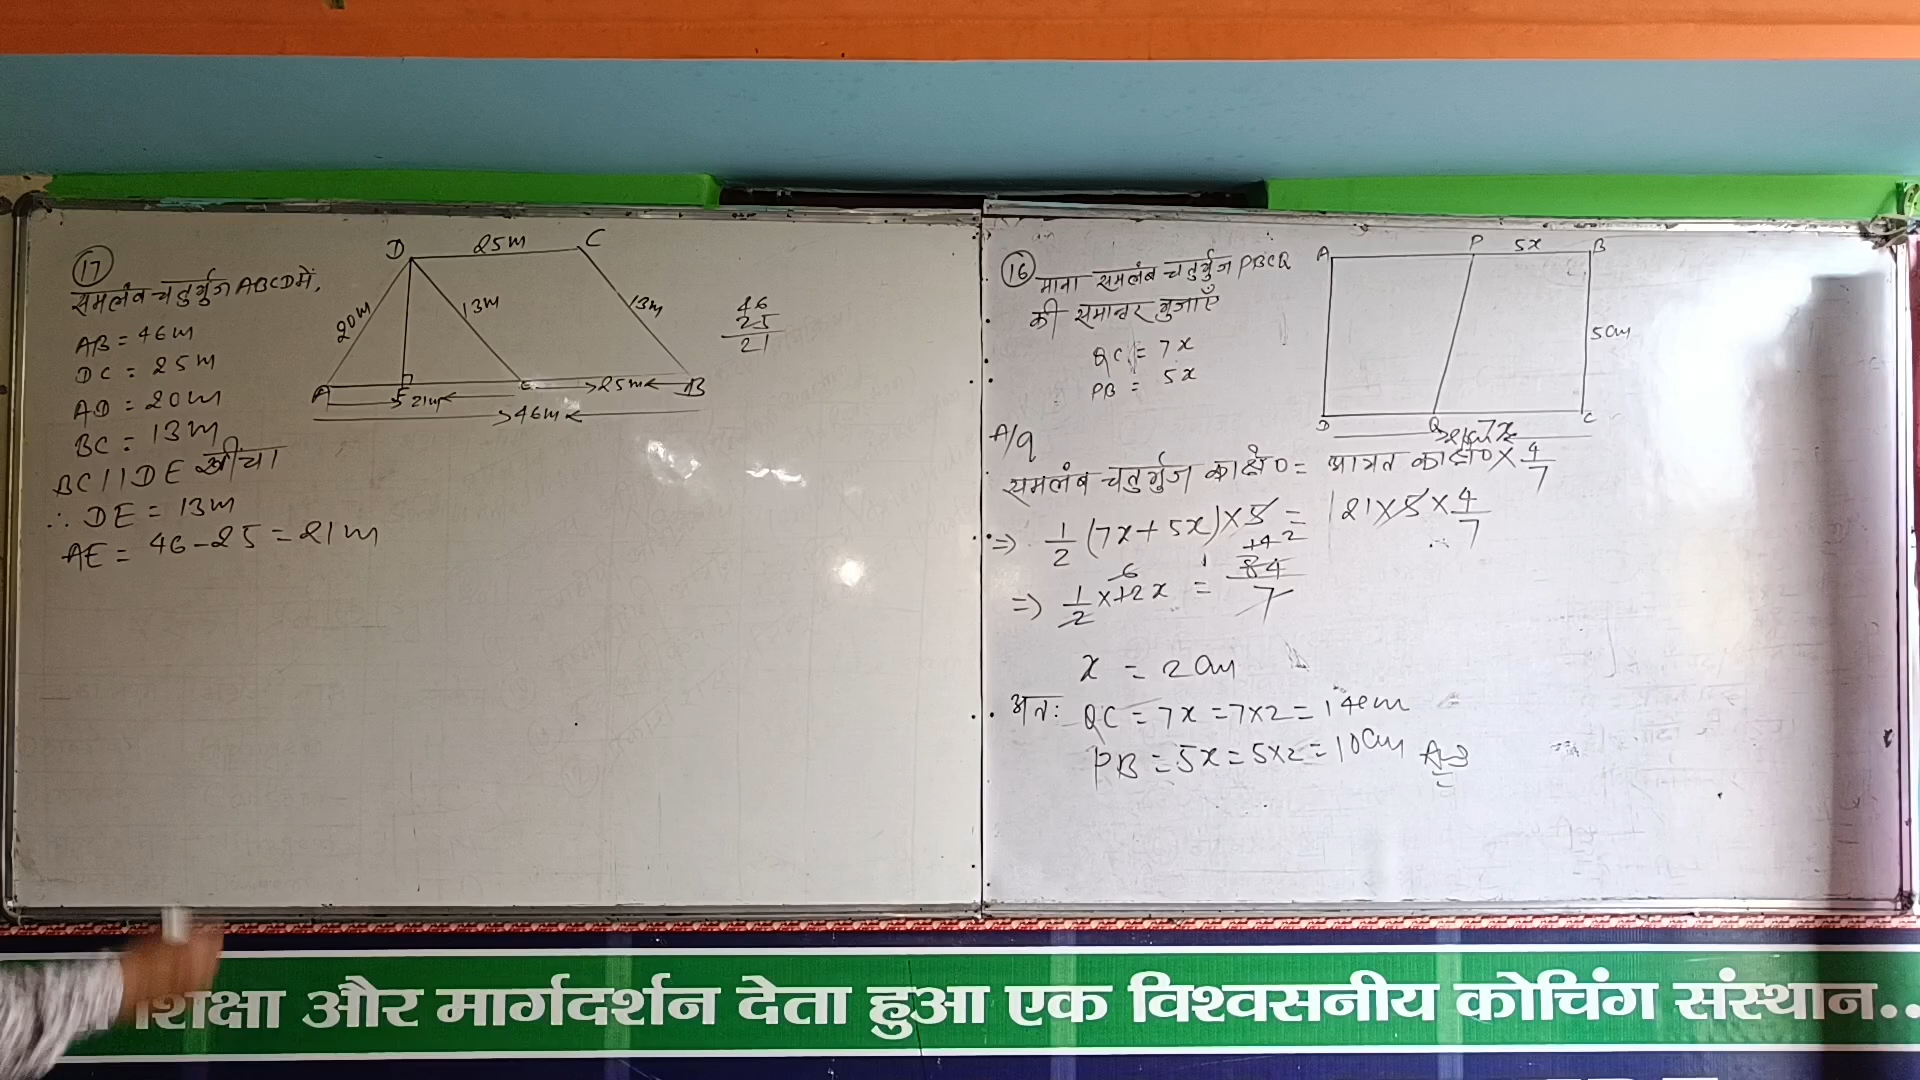 17
समलंब चतुर्भुज ABCD में,
AB = 46m
DC = 25m
AD = 20m
BC = 13m
BC || DE खींचा
∴ DE = 13m
AE = 46-25 = 21m
D 25m C
20m 13m 13m
A F E >25m< B
21m
>46m<
46
25
21
16 माना समलंब चतुर्भुज PBCQ
की समान्तर भुजाएँ
QC = 7x
PB = 5x
A P 5x B
5cm
D Q C
7x
A/q
समलंब चतुर्भुज का क्षे० = आयत का क्षे० × 4/7
=> 1/2 (7x+5x)×5 = 21×5×4/7
=> 1/2 × 12x = 84/7
6 2
x = 2cm
अतः QC = 7x = 7×2 = 14cm
PB = 5x = 5×2 = 10cm Ans
शिक्षा और मार्गदर्शन देता हुआ एक विश्वसनीय कोचिंग संस्थान..